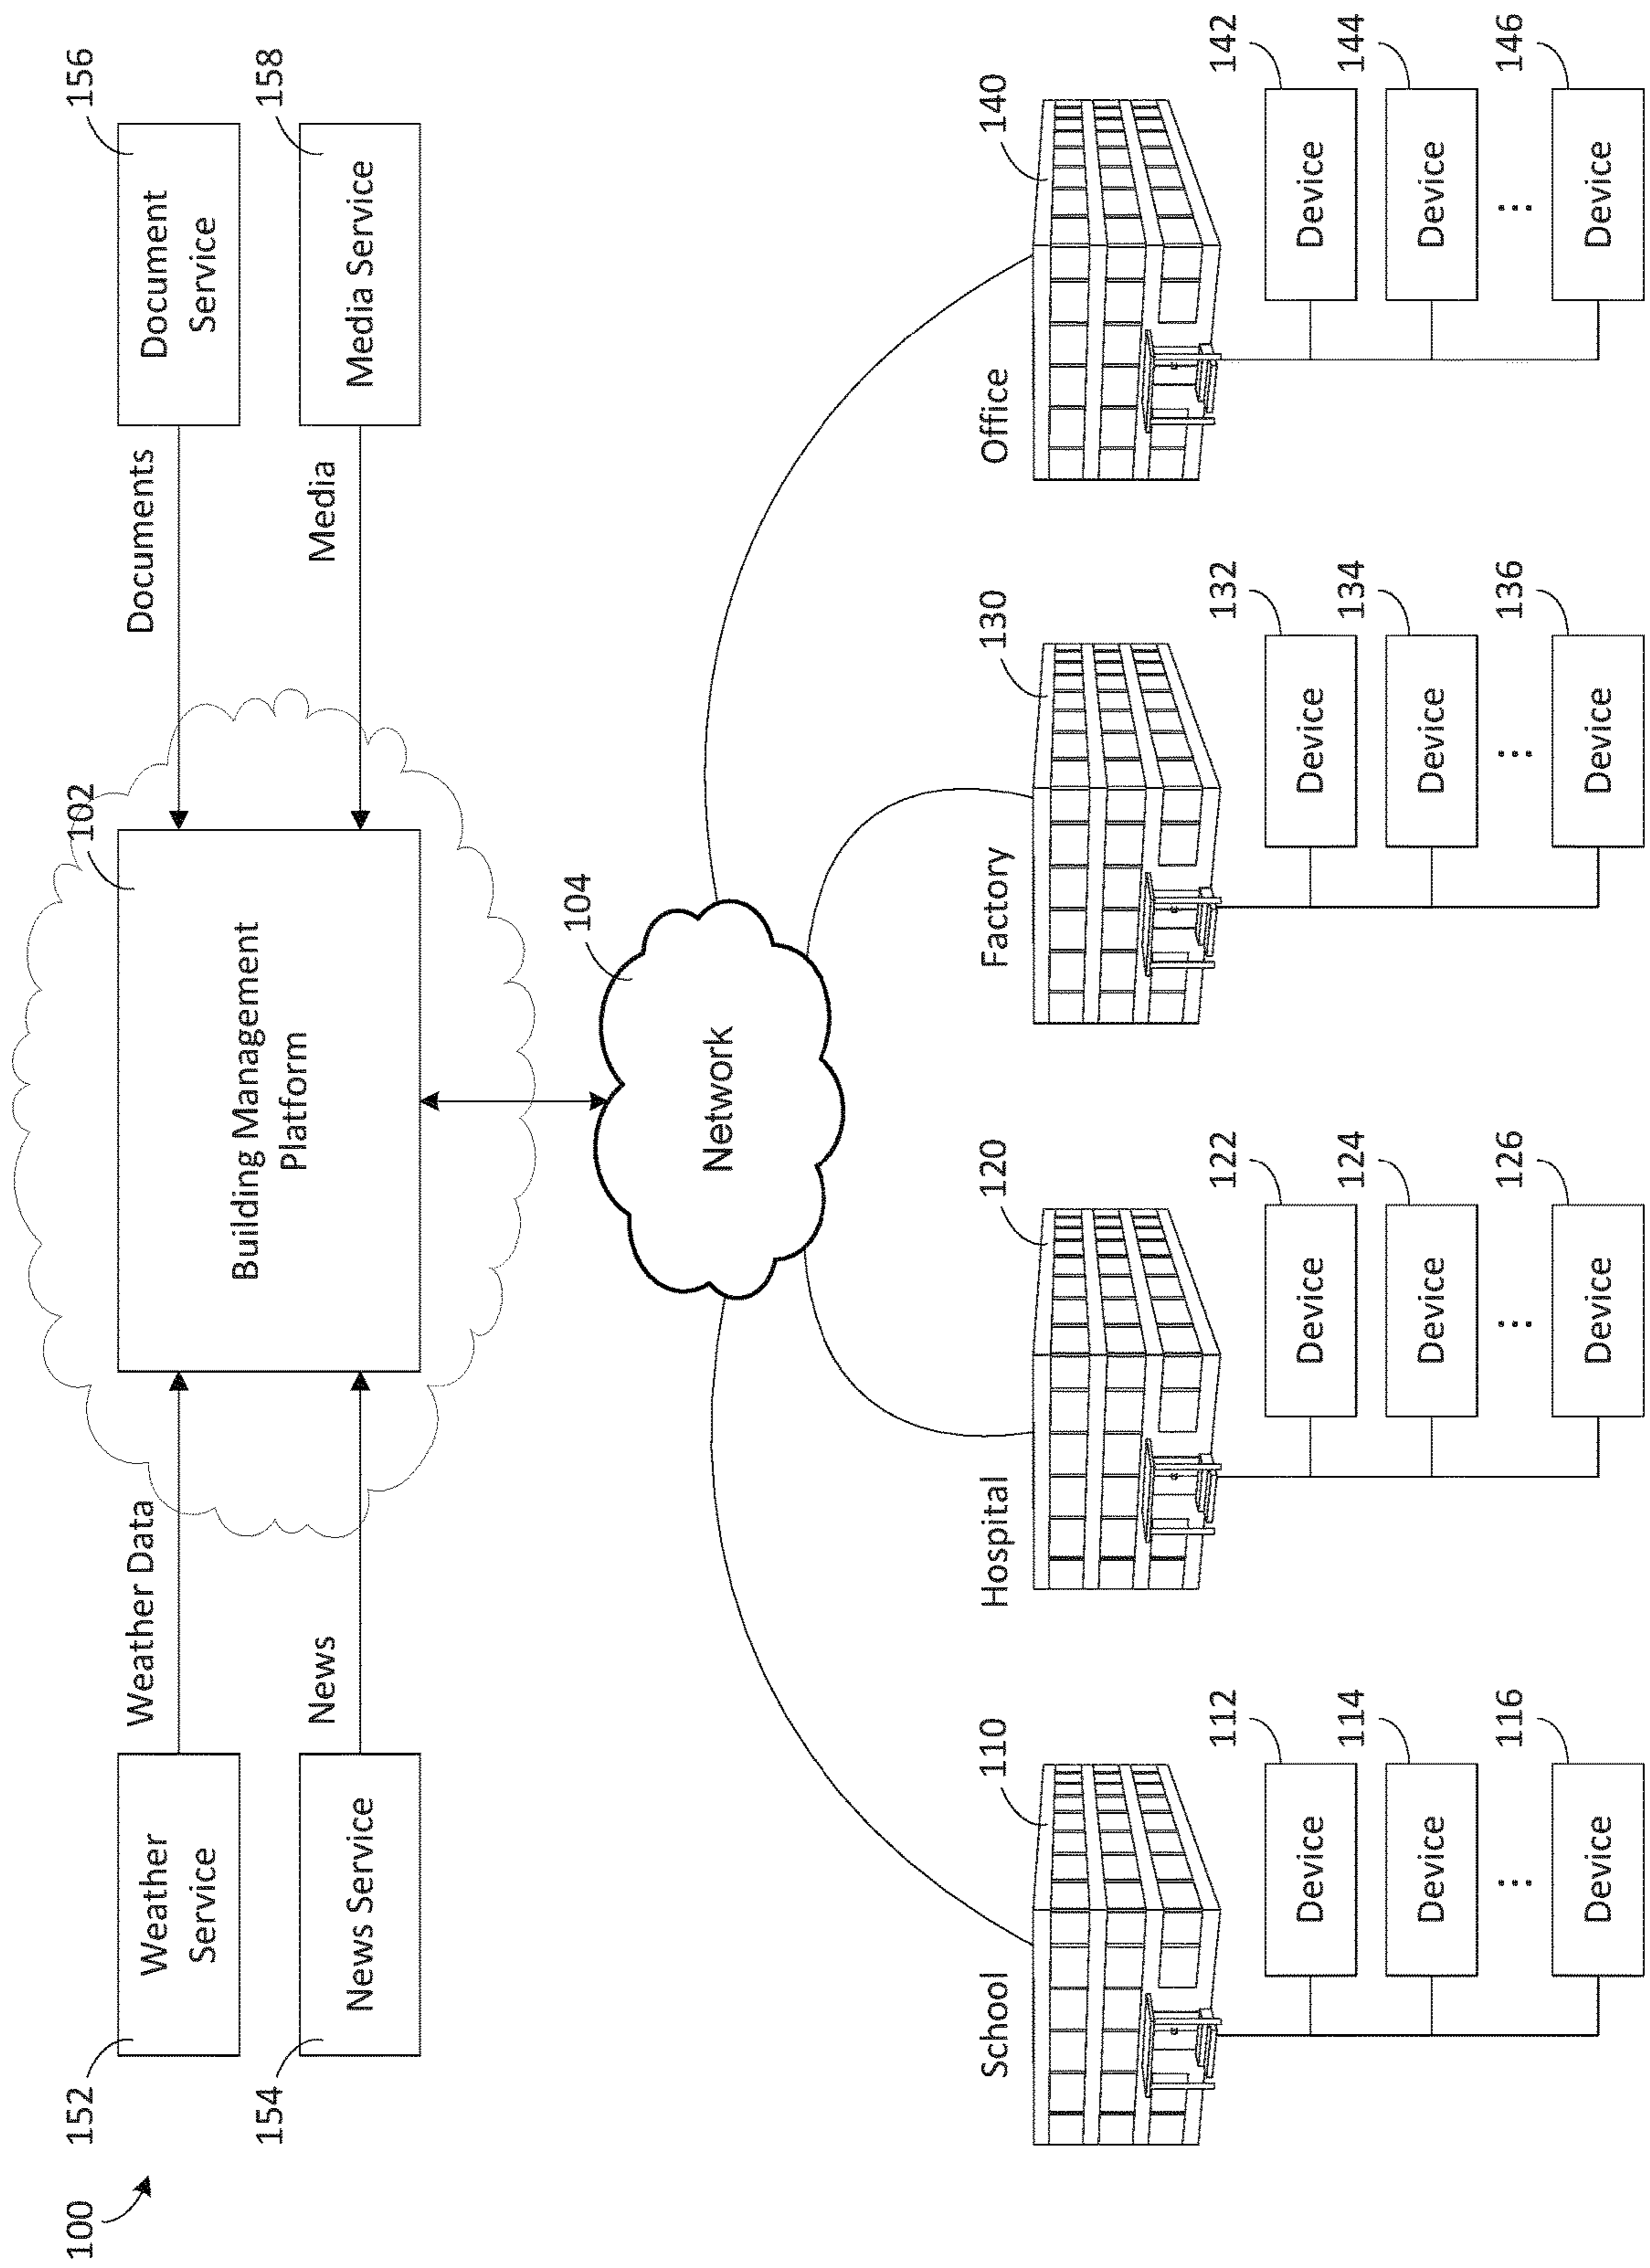 100
152
Weather
Service
Weather Data
154
News Service
News
102
Building Management
Platform
Documents
Document
Service
156
Media
Media Service
158
104
Network
School
110
Hospital
120
Factory
130
Office
140
Device
112
Device
114
Device
116
Device
122
Device
124
Device
126
Device
132
Device
134
Device
136
Device
142
Device
144
Device
146